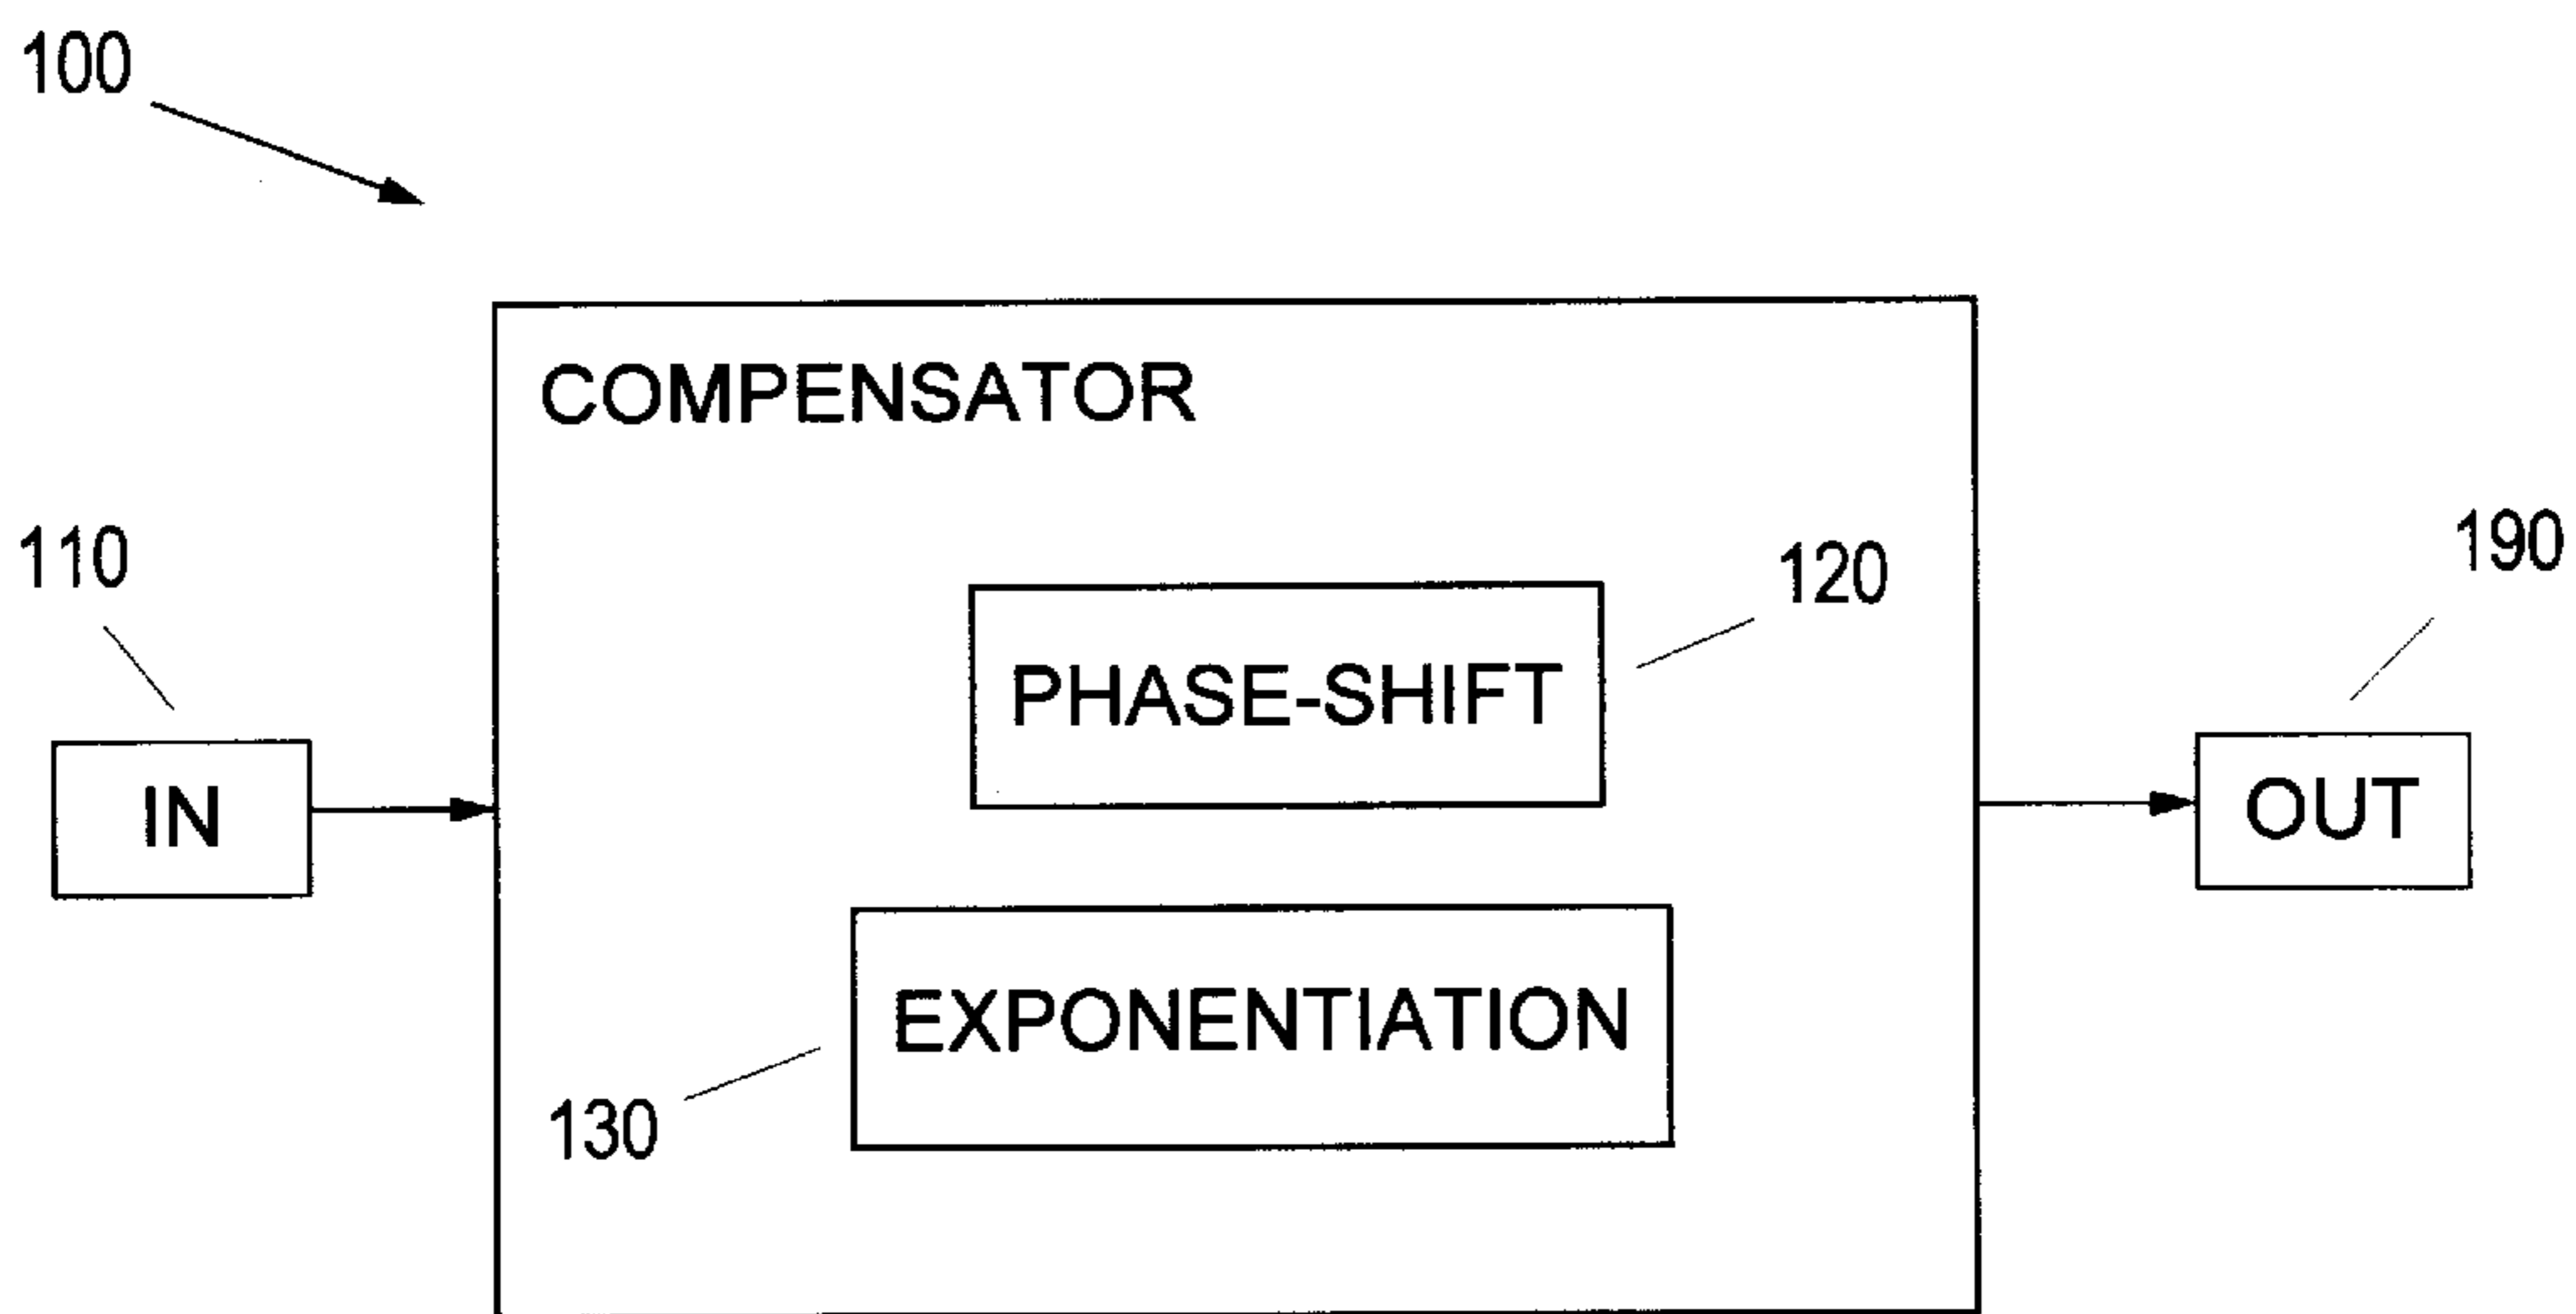 100
COMPENSATOR
110
190
120
PHASE-SHIFT
IN
OUT
EXPONENTIATION
130